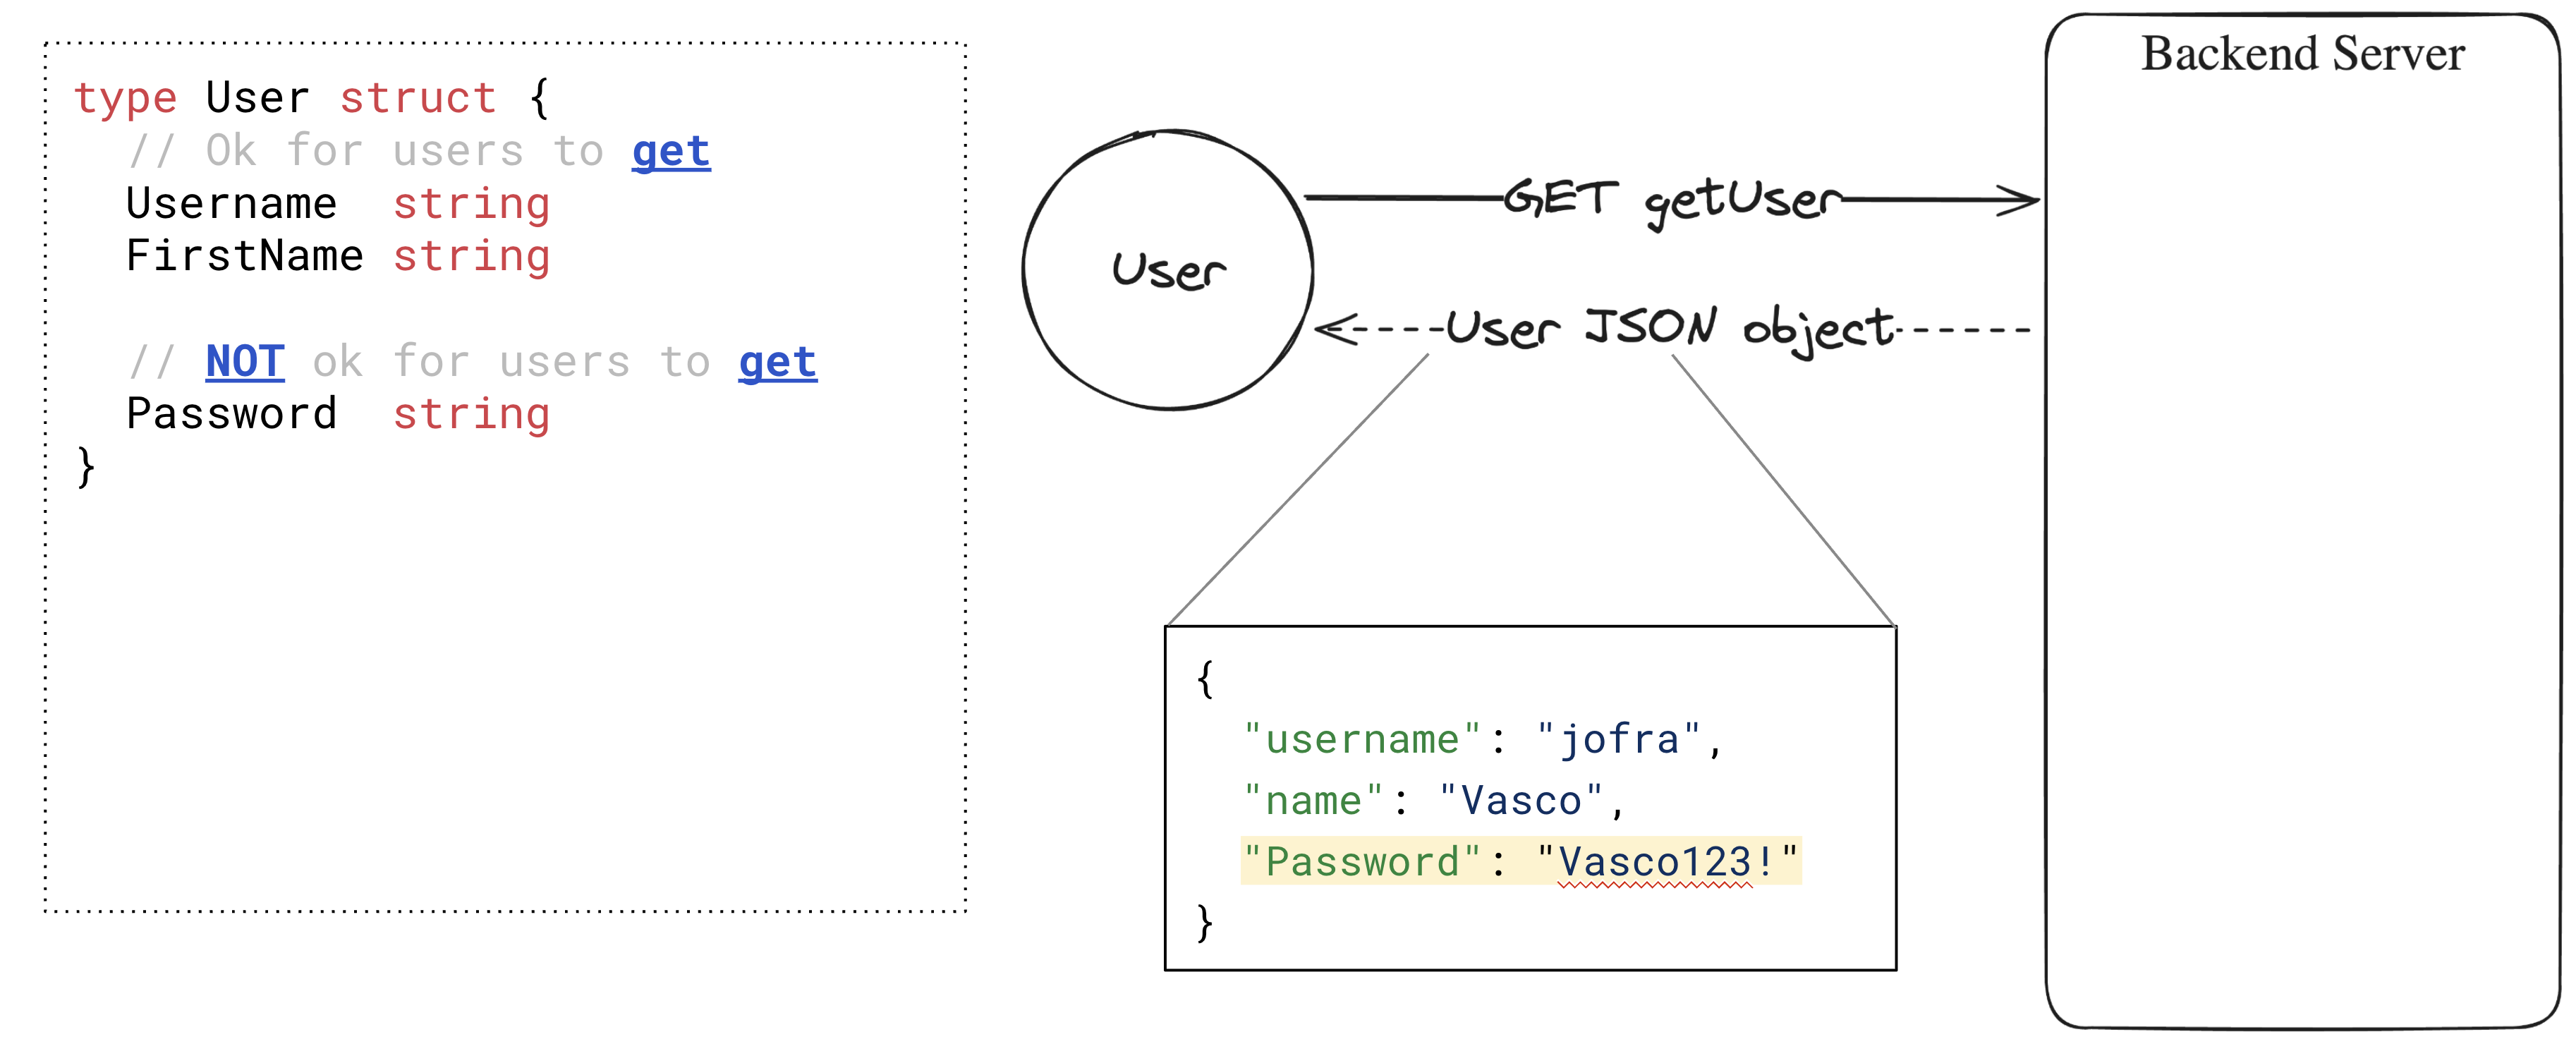 type User struct {
  // Ok for users to get
  Username  string
  FirstName string

  // NOT ok for users to get
  Password  string
}
Backend Server
GET getUser
User
User JSON object
{
  "username": "jofra",
  "name": "Vasco",
  "Password": "Vasco123!"
}